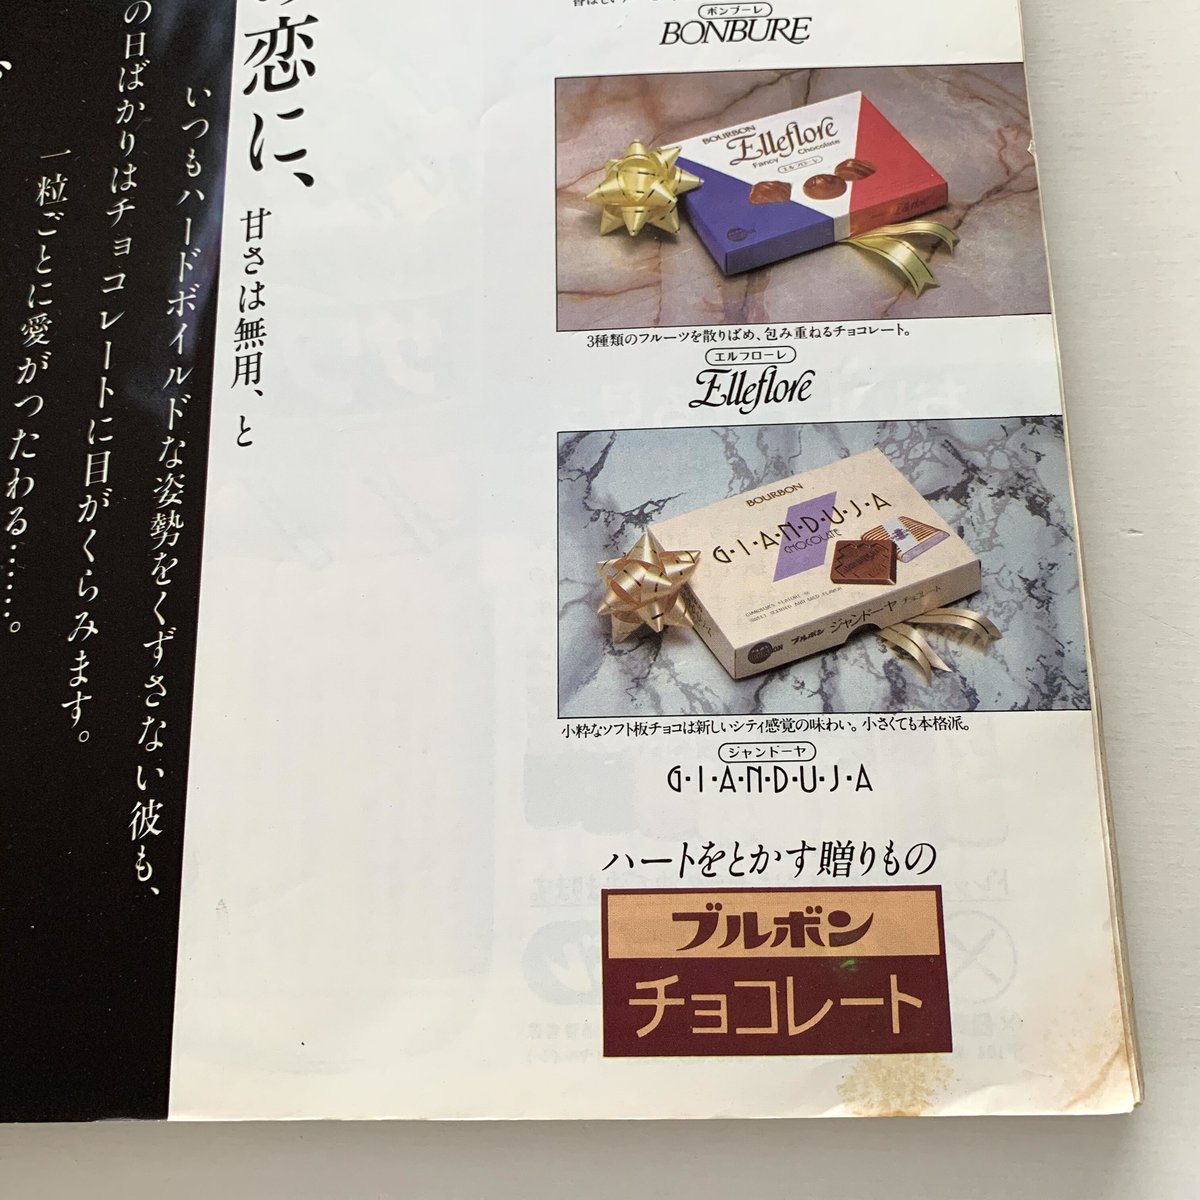 恋に、
甘さは無用、と
いつもハードボイルドな姿勢をくずさない彼も、
の日ばかりはチョコレートに目がくらみます。
一粒ごとに愛がつたわる……。
ボンブーレ
BONBURE
BOURBON
Elleflore
Fancy Chocolate
エルフローレ
Elleflore
3種類のフルーツを散りばめ、包み重ねるチョコレート。
エルフローレ
Elleflore
BOURBON
G·I·A·N·D·U·J·A
CHOCOLATE
ブルボン ジャンドーヤ チョコレート
小粋なソフト板チョコは新しいシティ感覚の味わい。小さくても本格派。
ジャンドーヤ
G·I·A·N·D·U·J·A
ハートをとかす贈りもの
ブルボン
チョコレート